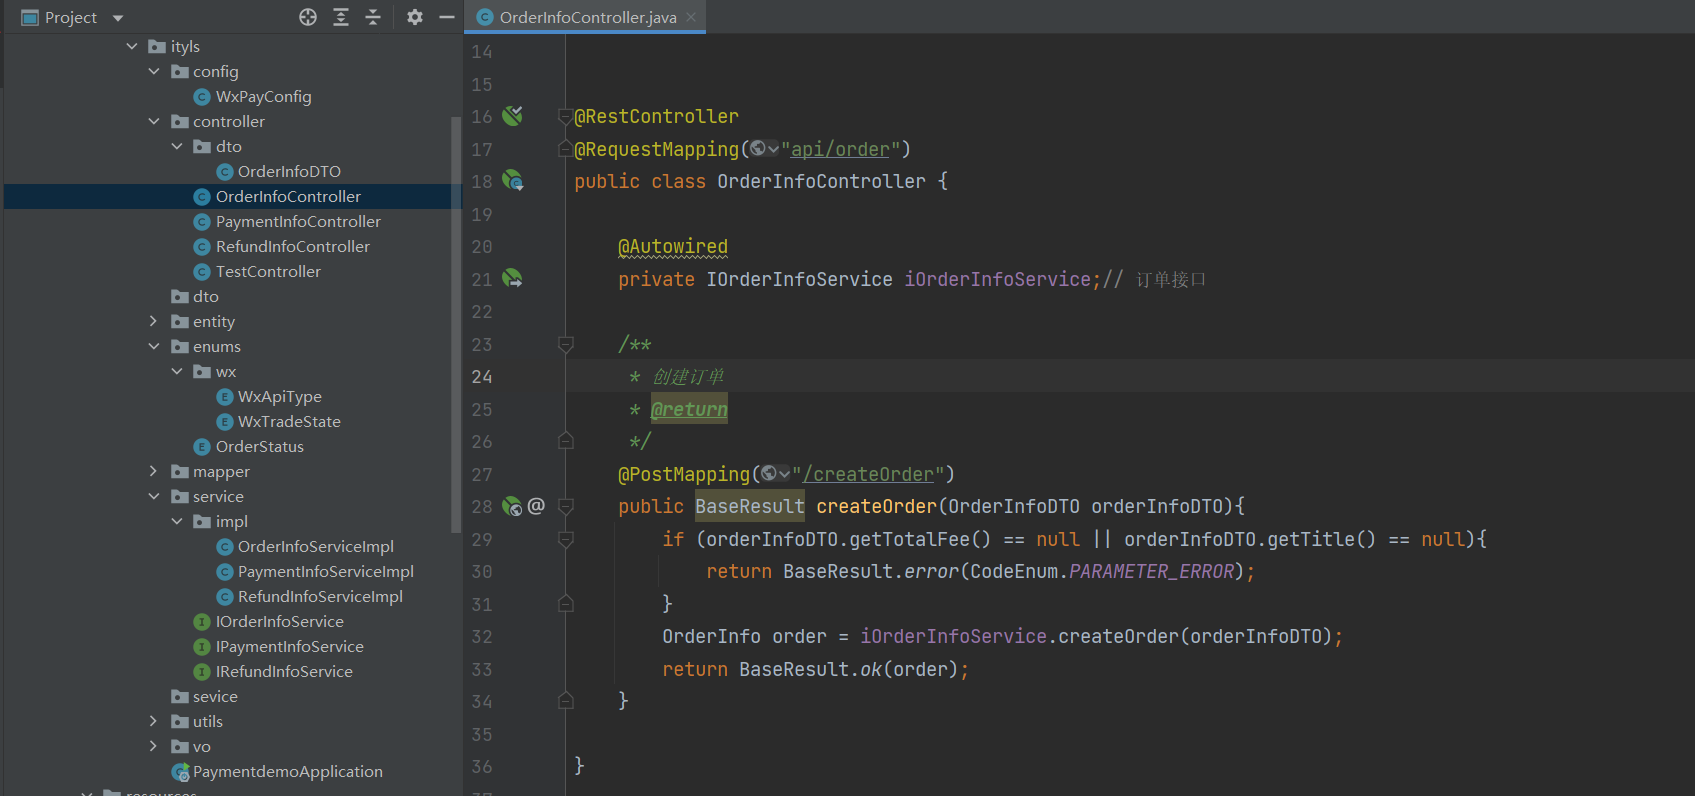 Project
ityls
config
WxPayConfig
controller
dto
OrderInfoDTO
OrderInfoController
PaymentInfoController
RefundInfoController
TestController
dto
entity
enums
wx
WxApiType
WxTradeState
OrderStatus
mapper
service
impl
OrderInfoServiceImpl
PaymentInfoServiceImpl
RefundInfoServiceImpl
IOrderInfoService
IPaymentInfoService
IRefundInfoService
sevice
utils
vo
PaymentdemoApplication
resources
OrderInfoController.java
14
15
16 @RestController
17 @RequestMapping("api/order")
18 public class OrderInfoController {
19
20 @Autowired
21 private IOrderInfoService iOrderInfoService;// 订单接口
22
23 /**
24 * 创建订单
25 * @return
26 */
27 @PostMapping("/createOrder")
28 @ public BaseResult createOrder(OrderInfoDTO orderInfoDTO){
29 if (orderInfoDTO.getTotalFee() == null || orderInfoDTO.getTitle() == null){
30 return BaseResult.error(CodeEnum.PARAMETER_ERROR);
31 }
32 OrderInfo order = iOrderInfoService.createOrder(orderInfoDTO);
33 return BaseResult.ok(order);
34 }
35
36 }